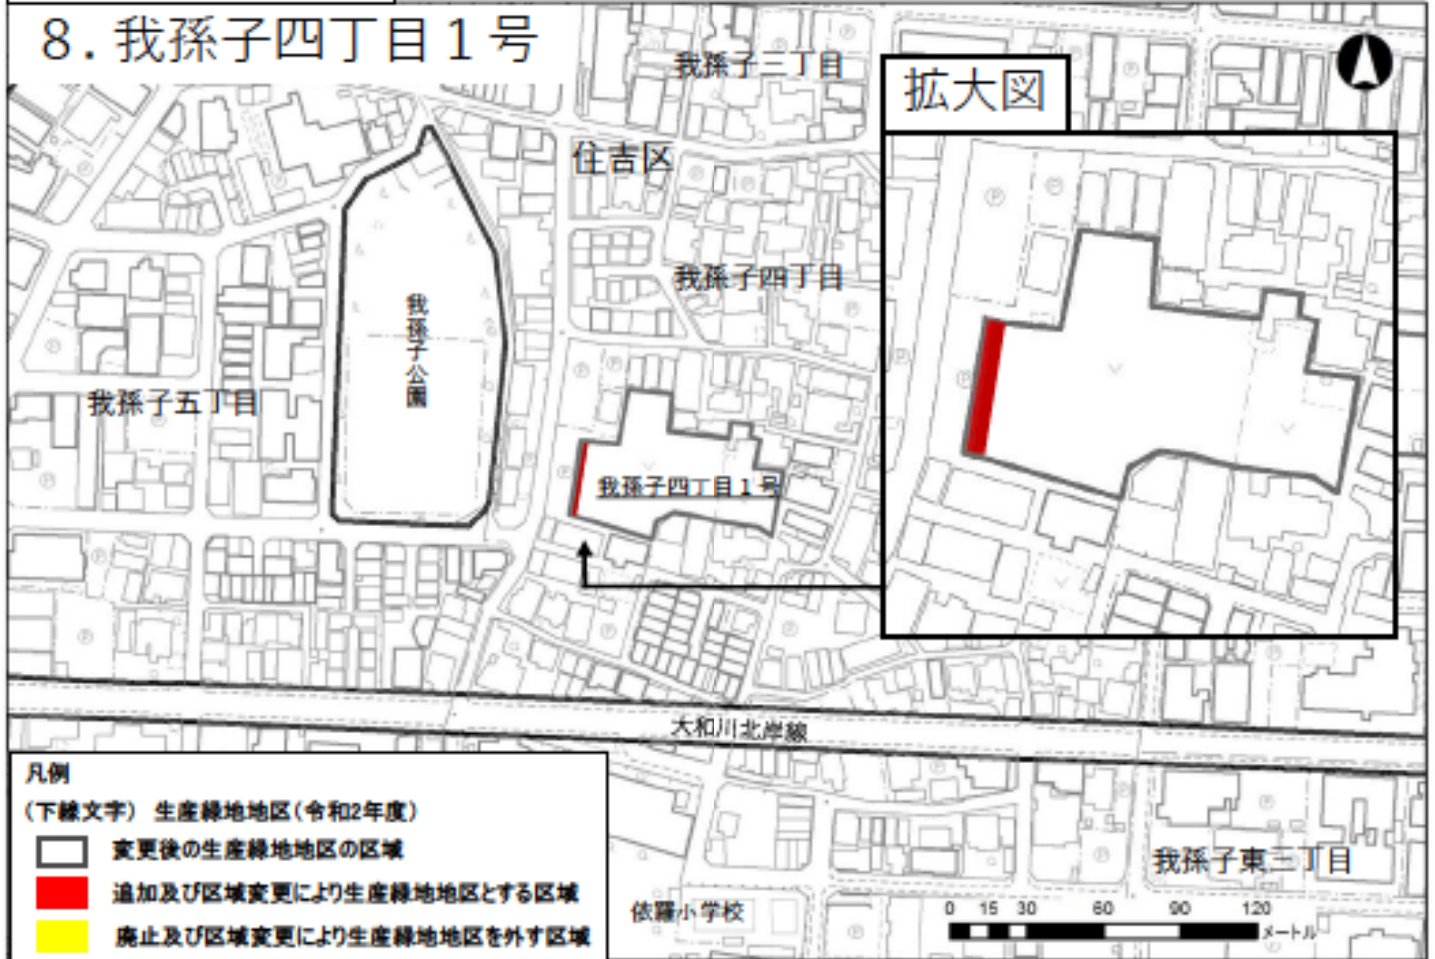 8．我孫子四丁目１号
我孫子三丁目
拡大図
住吉区
我孫子四丁目
我孫子公園
我孫子五丁目
我孫子四丁目１号
大和川北岸線
凡例
（下線文字） 生産緑地地区（令和2年度）
変更後の生産緑地地区の区域
追加及び区域変更により生産緑地地区とする区域
廃止及び区域変更により生産緑地地区を外す区域
我孫子東三丁目
依羅小学校
0 15 30 60 90 120
メートル